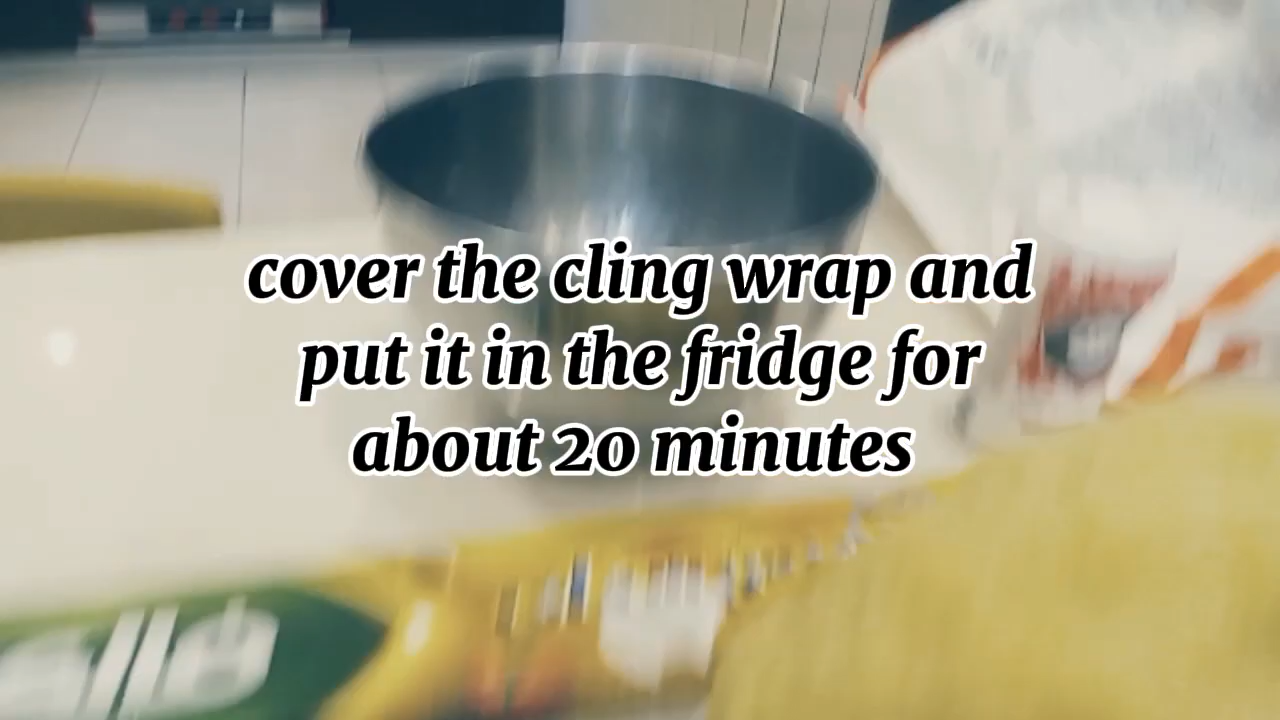 cover the cling wrap and
put it in the fridge for
about 20 minutes